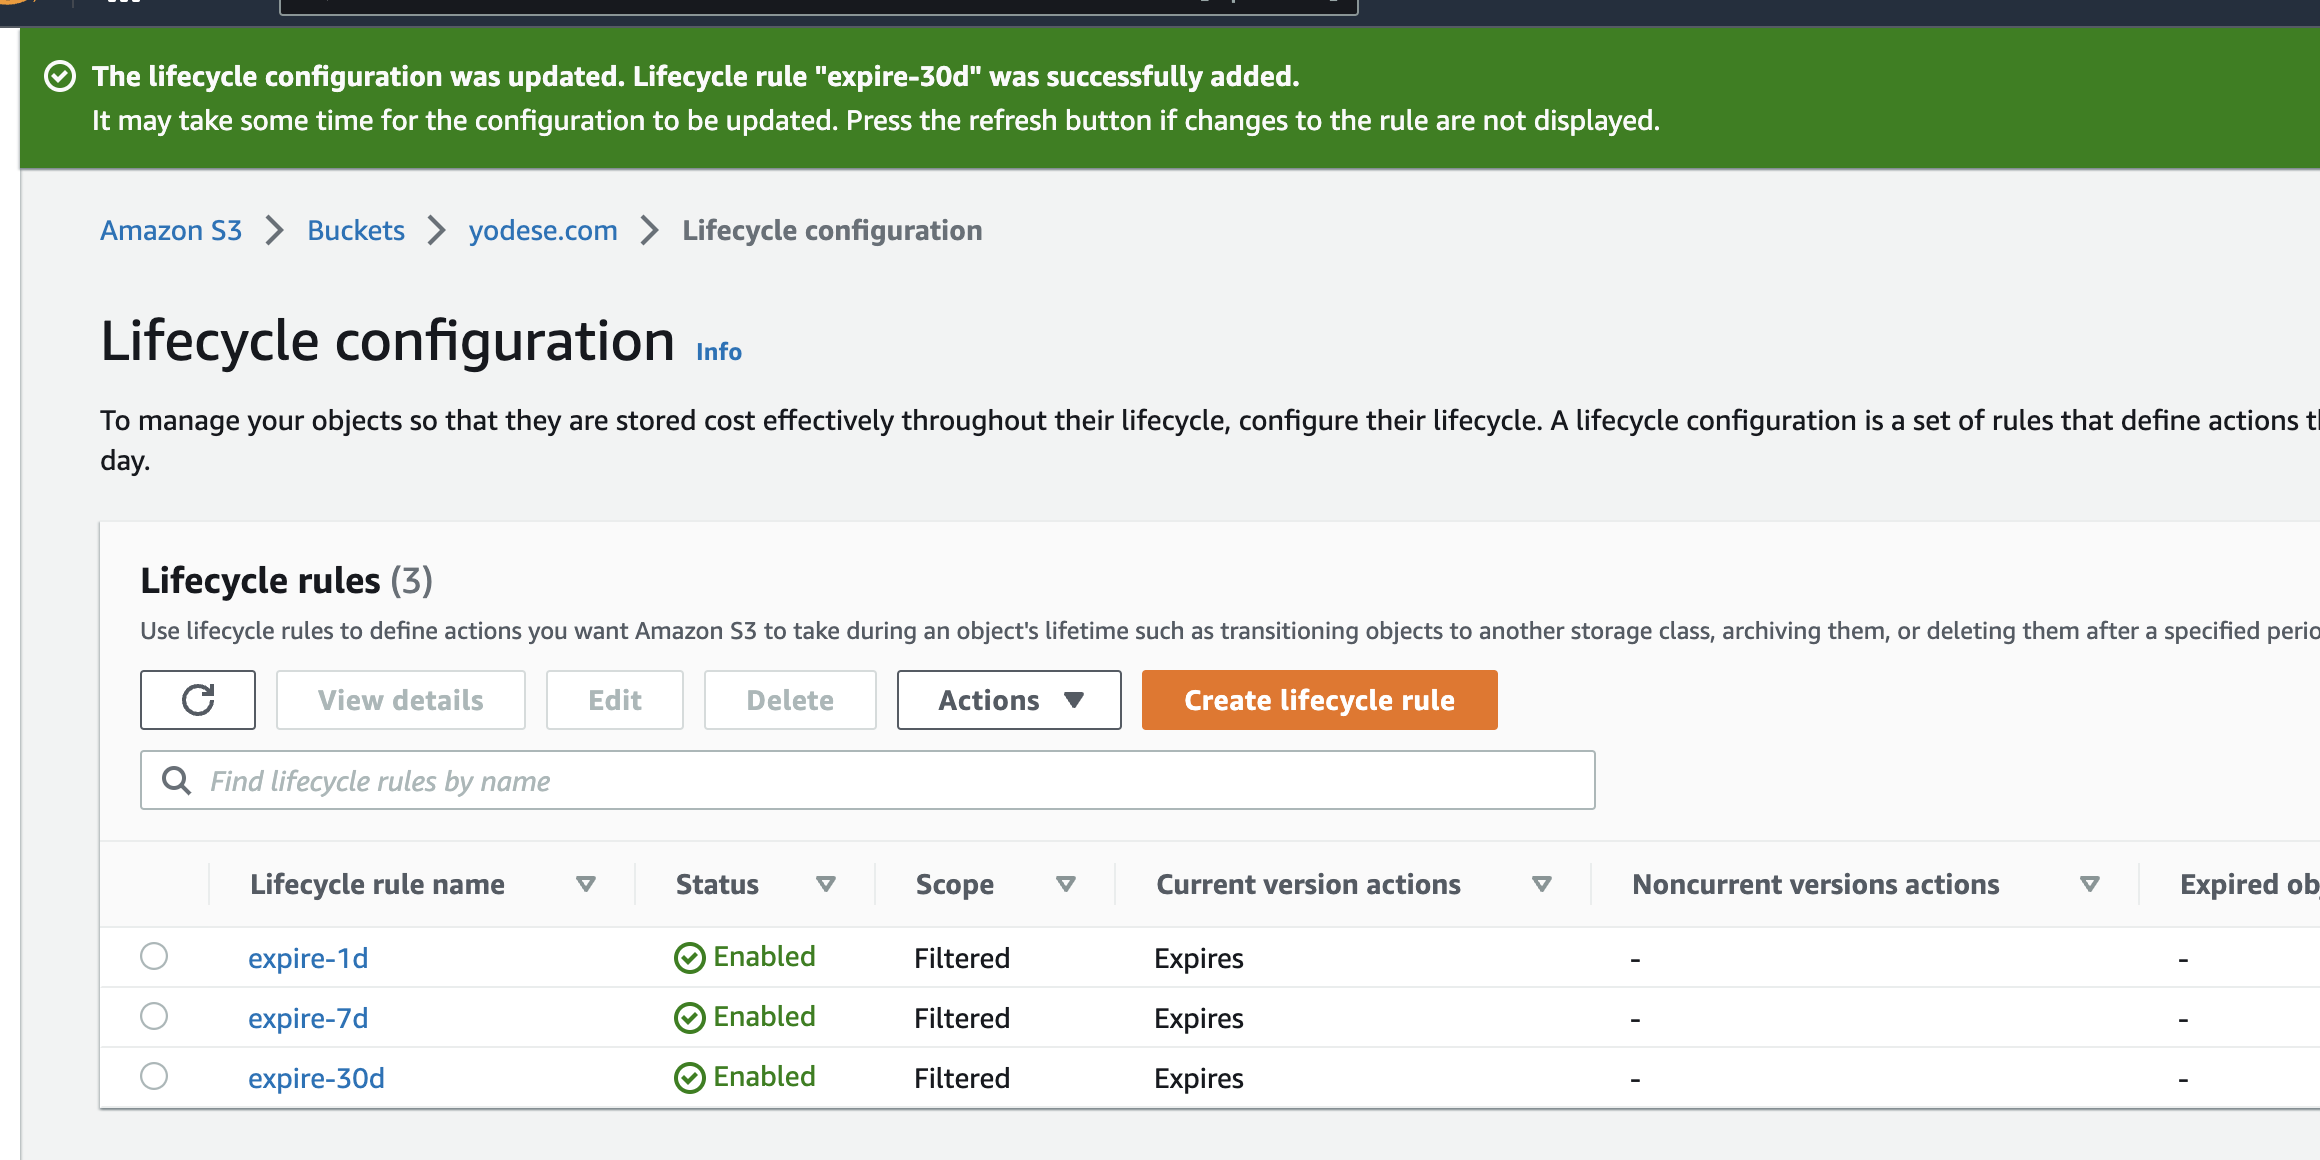 The lifecycle configuration was updated. Lifecycle rule "expire-30d" was successfully added.
It may take some time for the configuration to be updated. Press the refresh button if changes to the rule are not displayed.
Amazon S3 > Buckets > yodese.com > Lifecycle configuration
Lifecycle configuration Info
To manage your objects so that they are stored cost effectively throughout their lifecycle, configure their lifecycle. A lifecycle configuration is a set of rules that define actions
day.
Lifecycle rules (3)
Use lifecycle rules to define actions you want Amazon S3 to take during an object's lifetime such as transitioning objects to another storage class, archiving them, or deleting them after a specified
View details Edit Delete Actions Create lifecycle rule
Find lifecycle rules by name
Lifecycle rule name Status Scope Current version actions Noncurrent versions actions Expired
expire-1d Enabled Filtered Expires - -
expire-7d Enabled Filtered Expires - -
expire-30d Enabled Filtered Expires - -